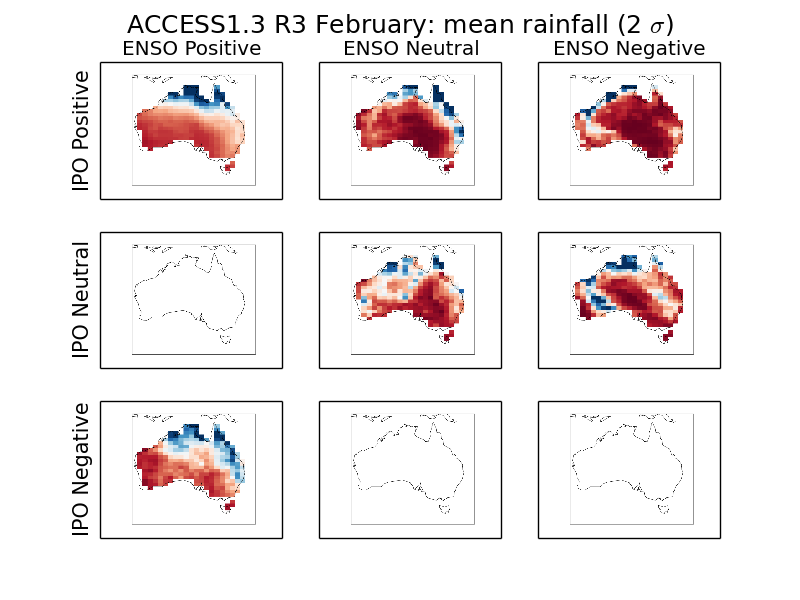 ACCESS1.3 R3 February: mean rainfall (2 σ)
ENSO Positive
ENSO Neutral
ENSO Negative
IPO Positive
IPO Neutral
IPO Negative